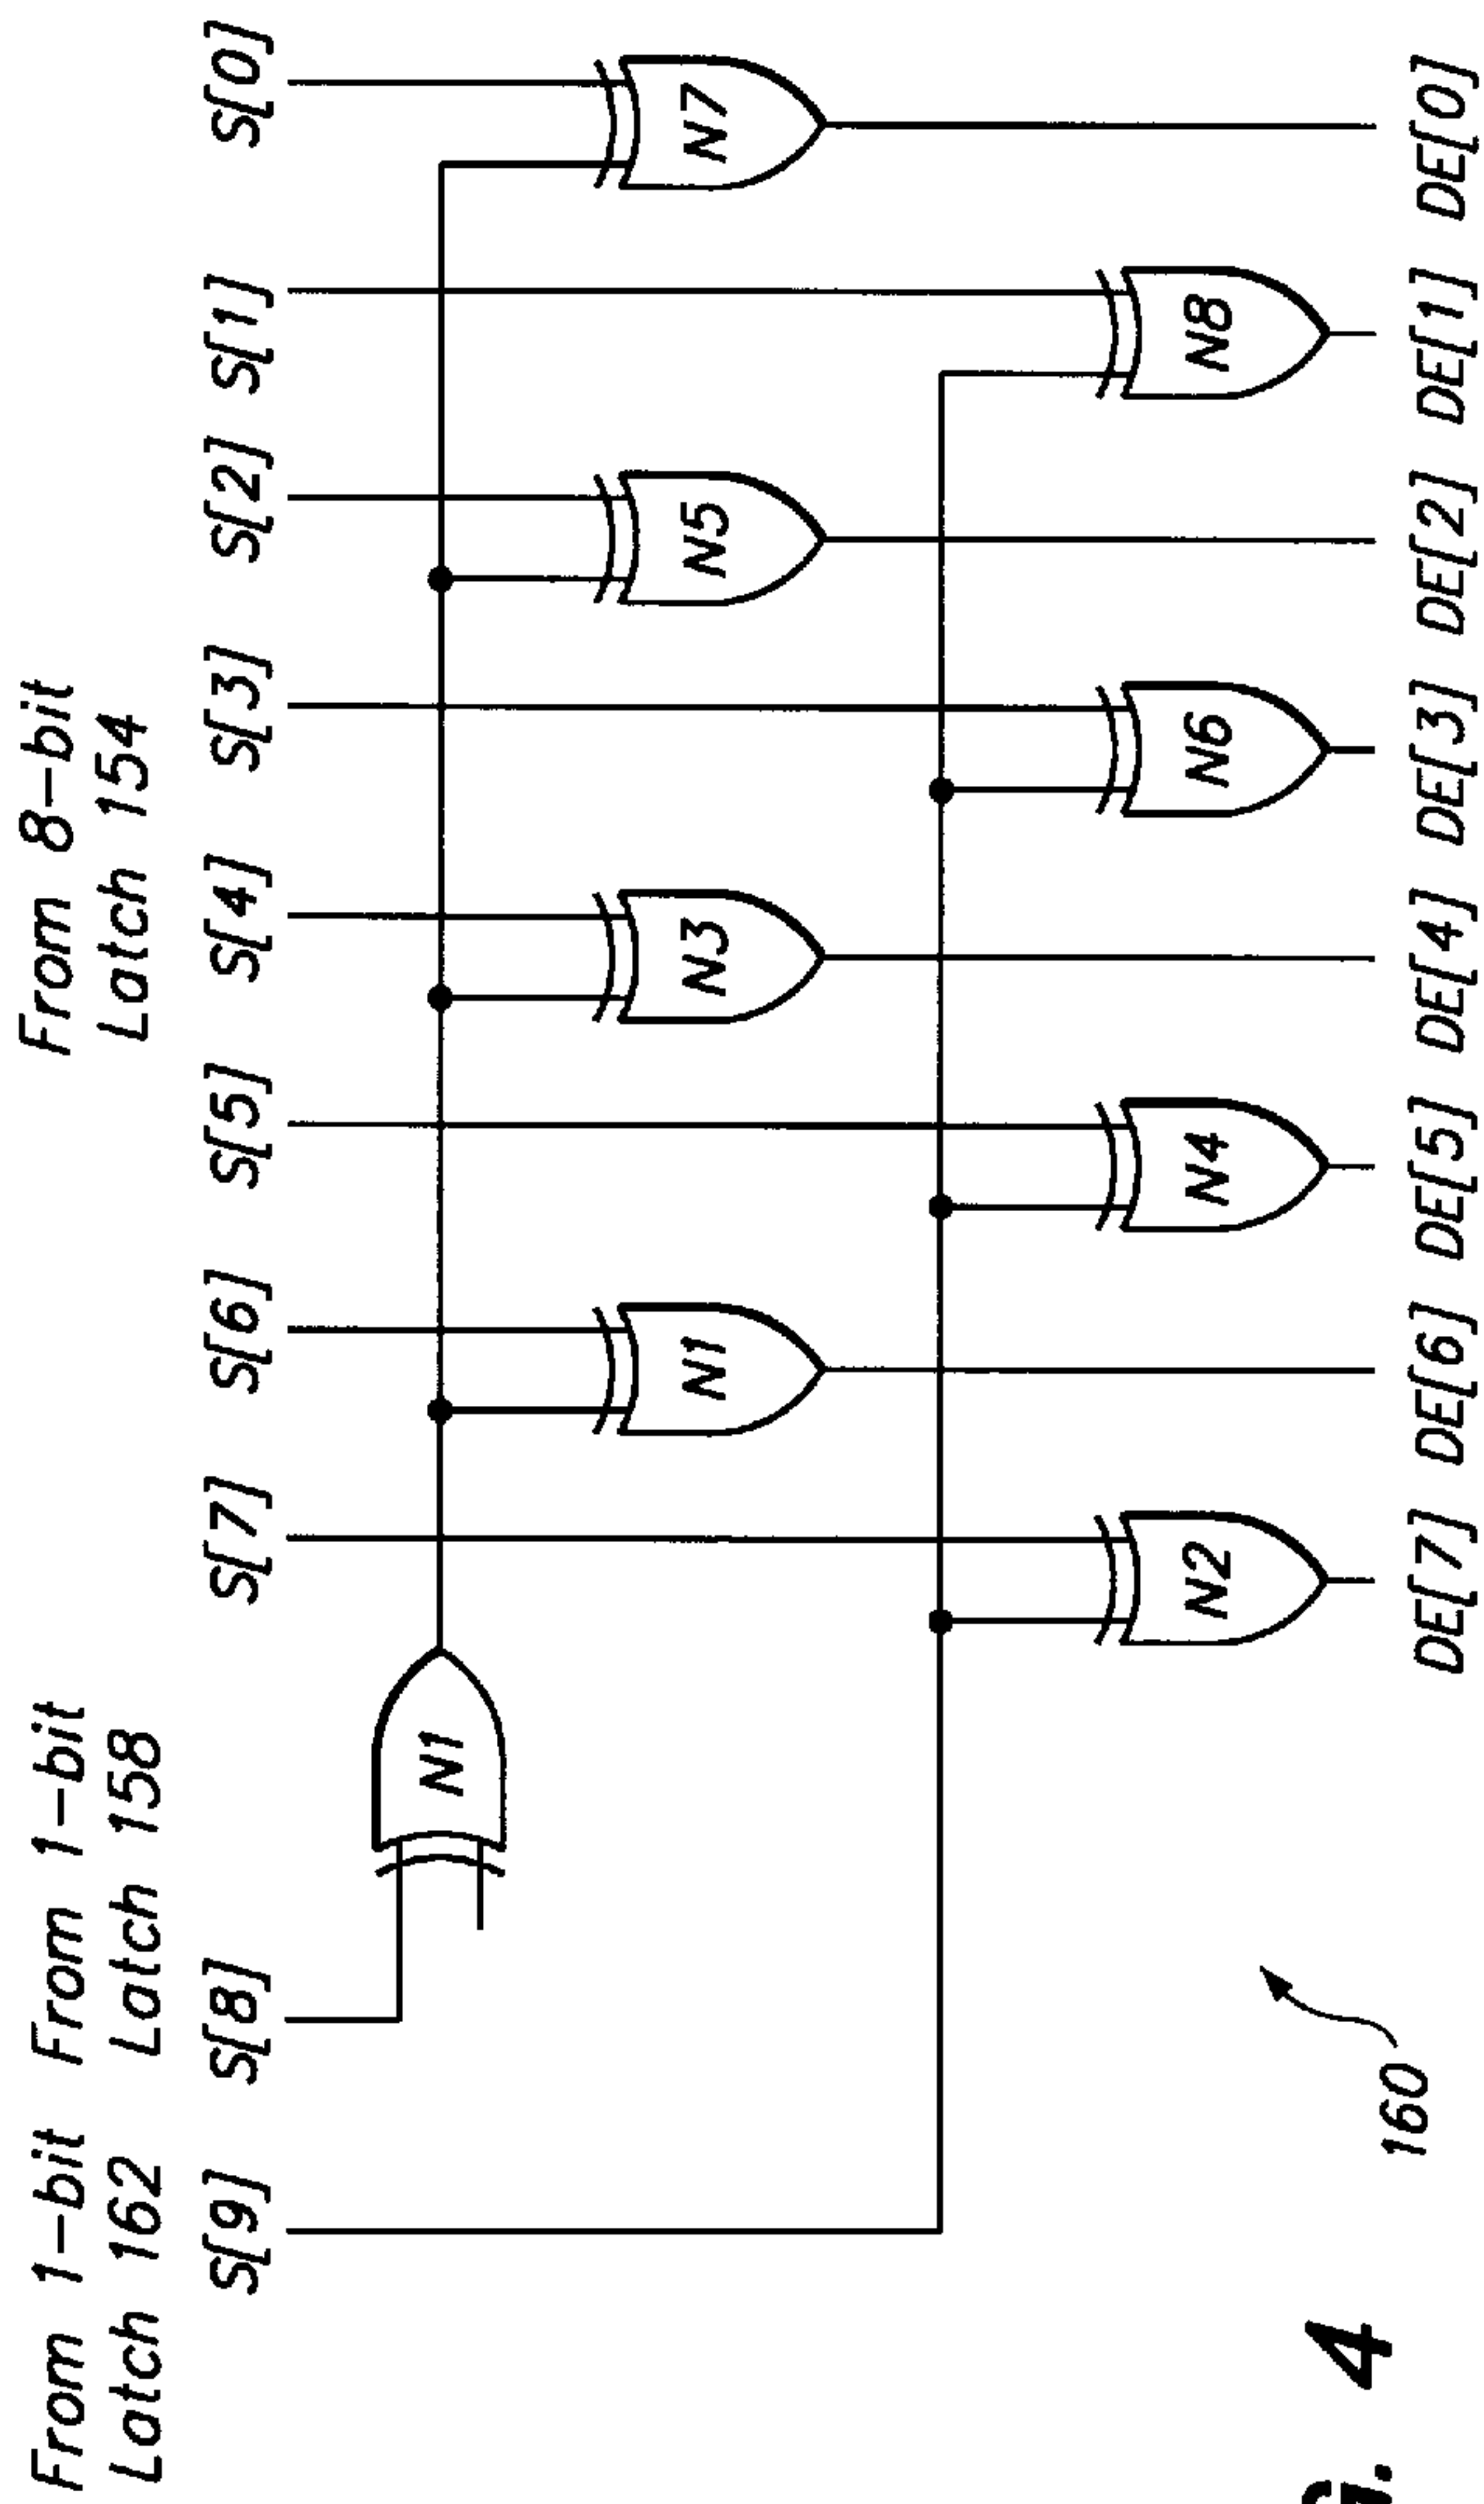 From 1-bit
Latch 162
From 1-bit
Latch 158
From 8-bit
Latch 154
S[9]
S[8]
S[7]
S[6]
S[5]
S[4]
S[3]
S[2]
S[1]
S[0]
N1
N1
N3
N5
N7
N2
N4
N6
N8
DE[7]
DE[6]
DE[5]
DE[4]
DE[3]
DE[2]
DE[1]
DE[0]
160
4